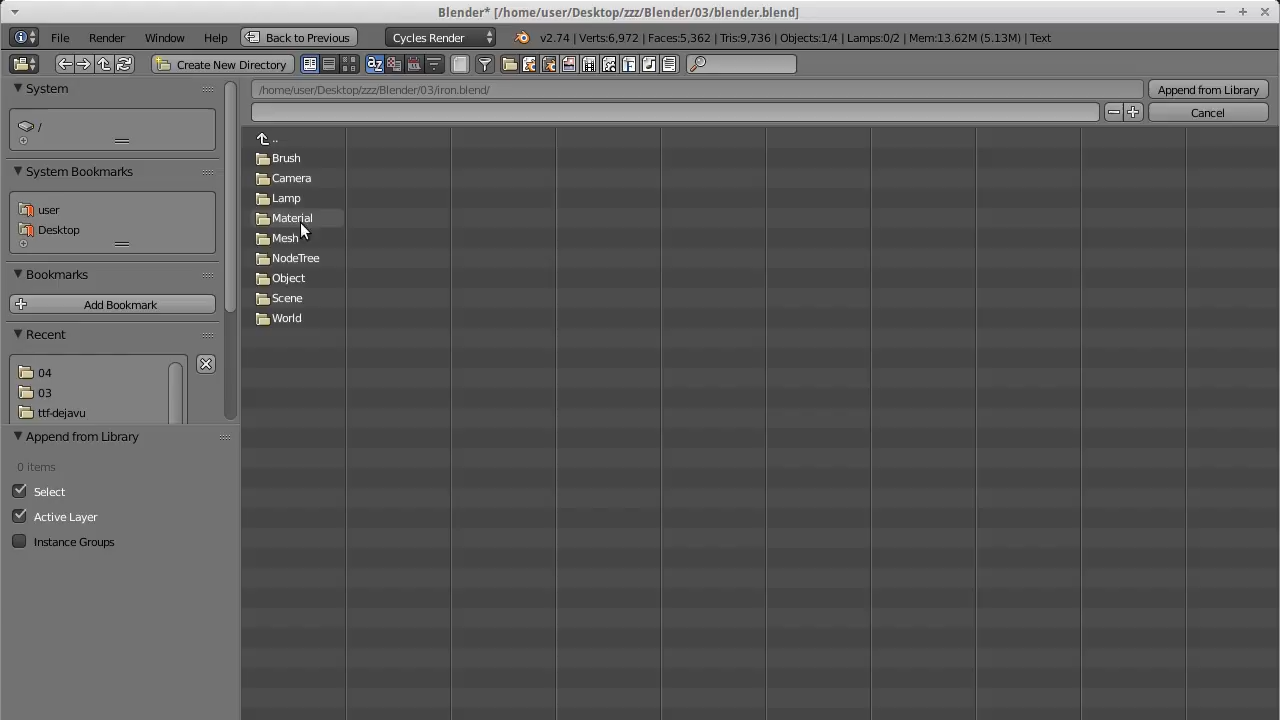 Blender* [/home/user/Desktop/zzz/Blender/03/blender.blend]
File Render Window Help Back to Previous Cycles Render v2.74 | Verts:6,972 | Faces:5,362 | Tris:9,736 | Objects:1/4 | Lamps:0/2 | Mem:13.62M (5.13M) | Text
Create New Directory
System
/
System Bookmarks
user
Desktop
Bookmarks
Add Bookmark
Recent
04
03
ttf-dejavu
Append from Library
0 items
Select
Active Layer
Instance Groups
/home/user/Desktop/zzz/Blender/03/iron.blend/
Append from Library
Cancel
..
Brush
Camera
Lamp
Material
Mesh
NodeTree
Object
Scene
World